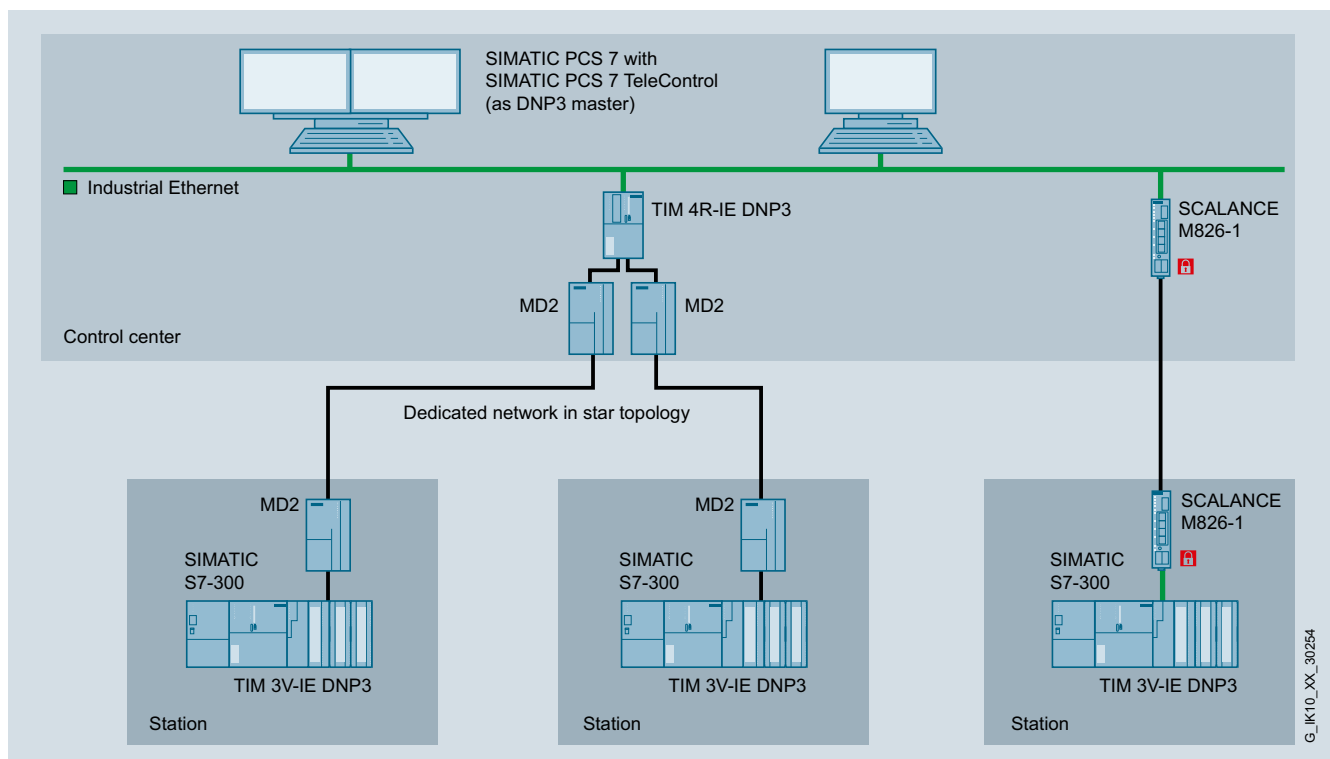 SIMATIC PCS 7 with
SIMATIC PCS 7 TeleControl
(as DNP3 master)
Industrial Ethernet
TIM 4R-IE DNP3
SCALANCE
M826-1
MD2
MD2
Control center
Dedicated network in star topology
MD2
SIMATIC
S7-300
TIM 3V-IE DNP3
Station
MD2
SIMATIC
S7-300
TIM 3V-IE DNP3
Station
SCALANCE
M826-1
SIMATIC
S7-300
TIM 3V-IE DNP3
Station
G_IK10_XX_30254